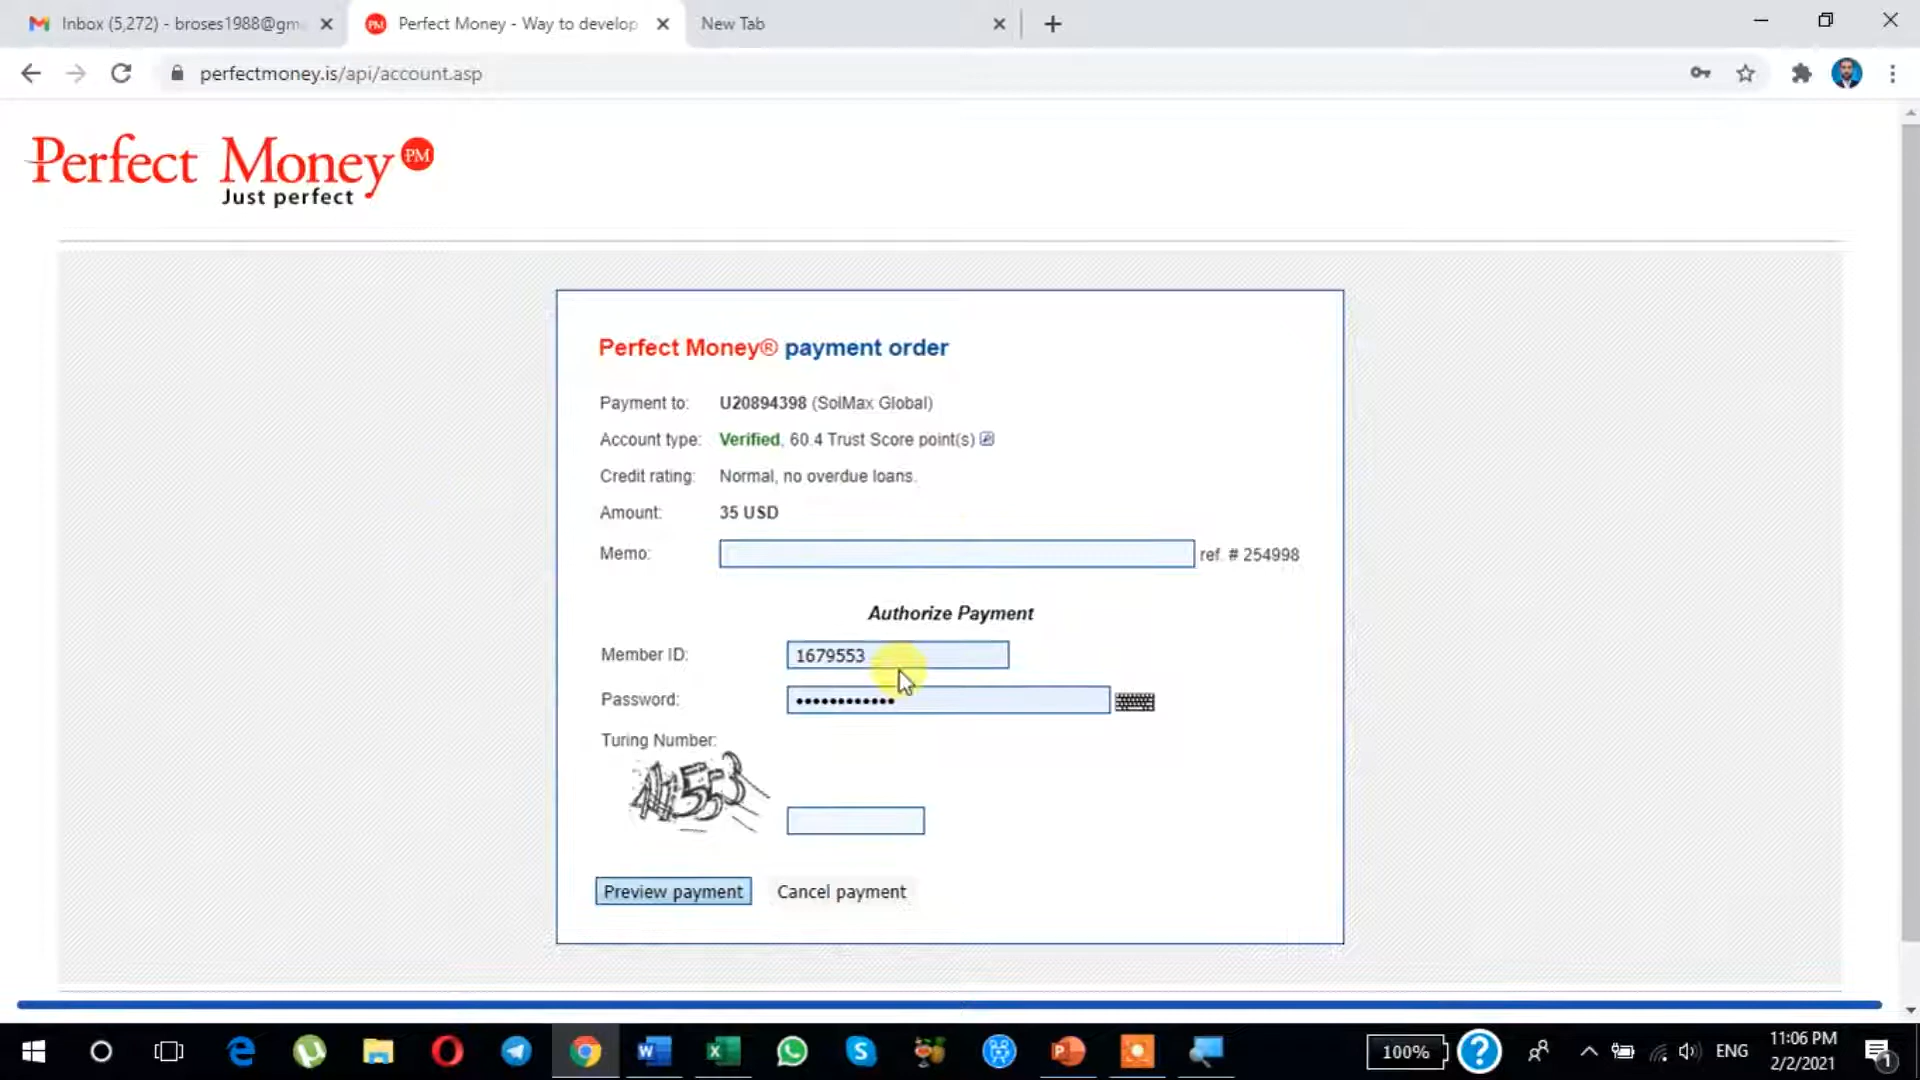 Inbox (5,272) - broses1988@gm
Perfect Money - Way to develop
New Tab
perfectmoney.is/api/account.asp
Perfect Money PM
Just perfect
Perfect Money® payment order
Payment to: U20894398 (SolMax Global)
Account type: Verified, 60.4 Trust Score point(s)
Credit rating: Normal, no overdue loans.
Amount: 35 USD
Memo: ref. # 254998
Authorize Payment
Member ID: 1679553
Password: ••••••••••••
Turing Number:
Preview payment Cancel payment
100% ENG 11:06 PM
2/2/2021